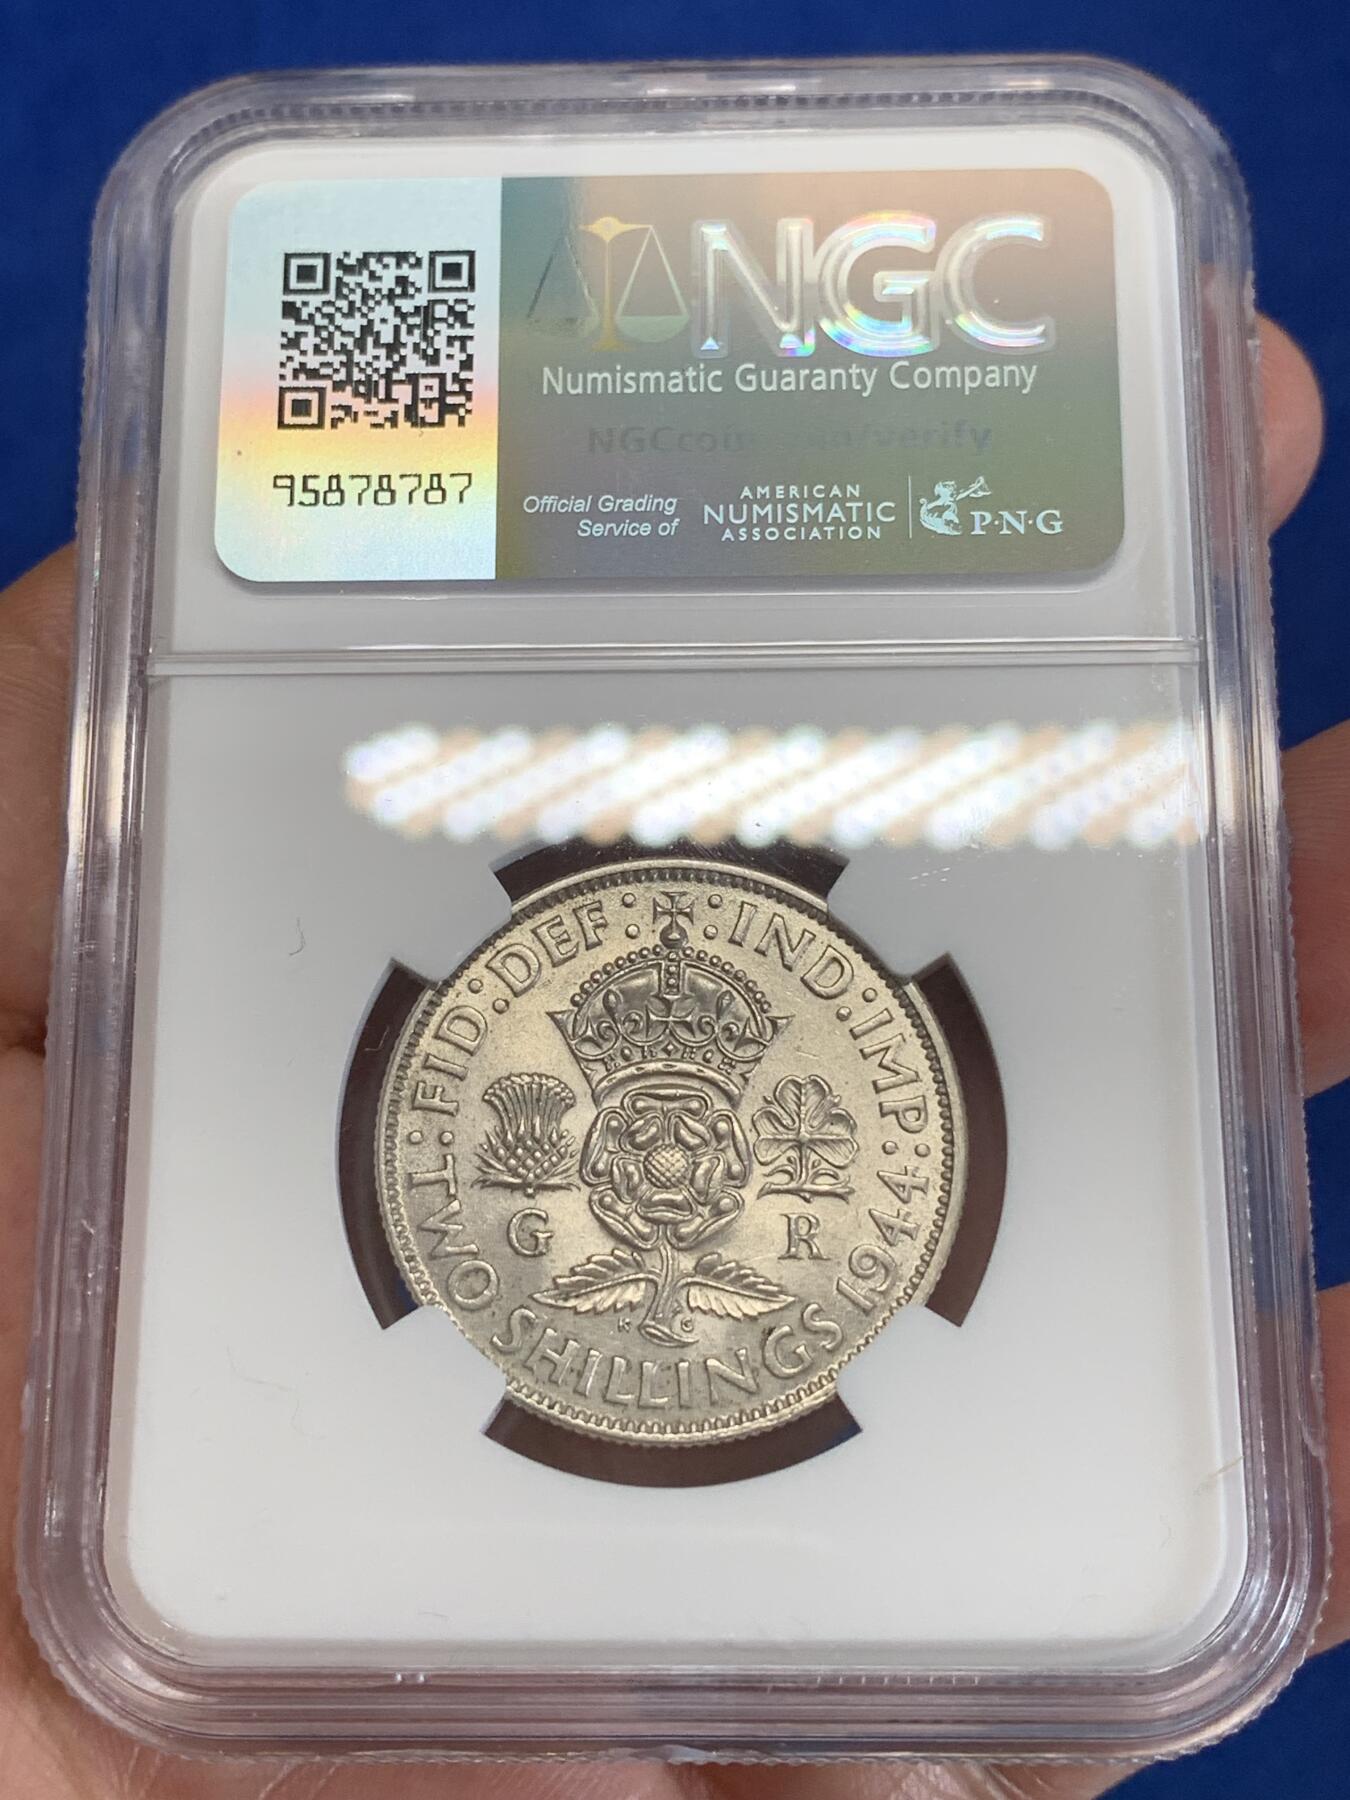 NGC
Numismatic Guaranty Company
95878787
Official Grading
Service of
AMERICAN
NUMISMATIC
ASSOCIATION
P·N·G
FID : DEF : IND : IMP : 1944
TWO SHILLINGS
G R
K G